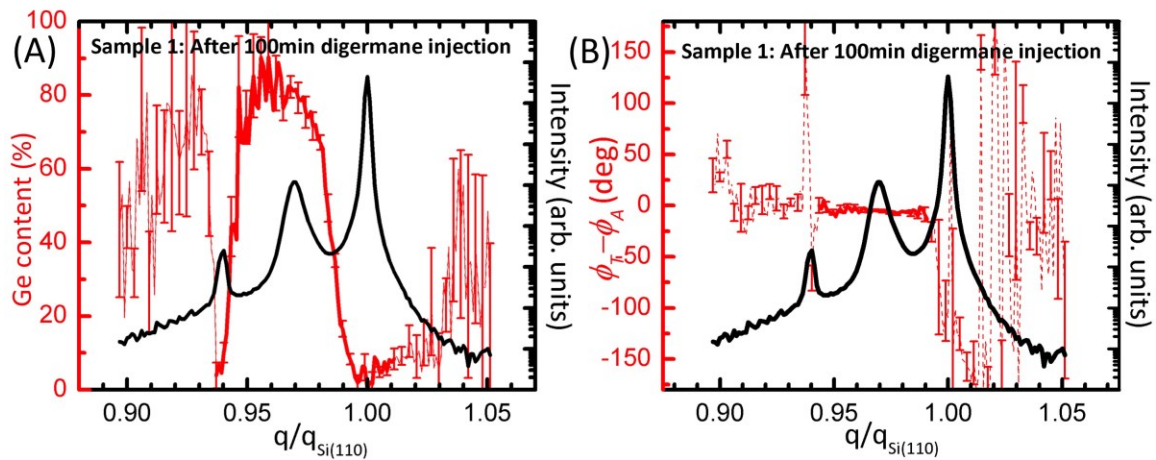 (A)
Sample 1: After 100min digermane injection
Ge content (%)
100
80
60
40
20
0
0.90 0.95 1.00 1.05
q/q_Si(110)
Intensity (arb. units)
(B)
Sample 1: After 100min digermane injection
ϕ_T–ϕ_A (deg)
150
100
50
0
-50
-100
-150
0.90 0.95 1.00 1.05
q/q_Si(110)
Intensity (arb. units)